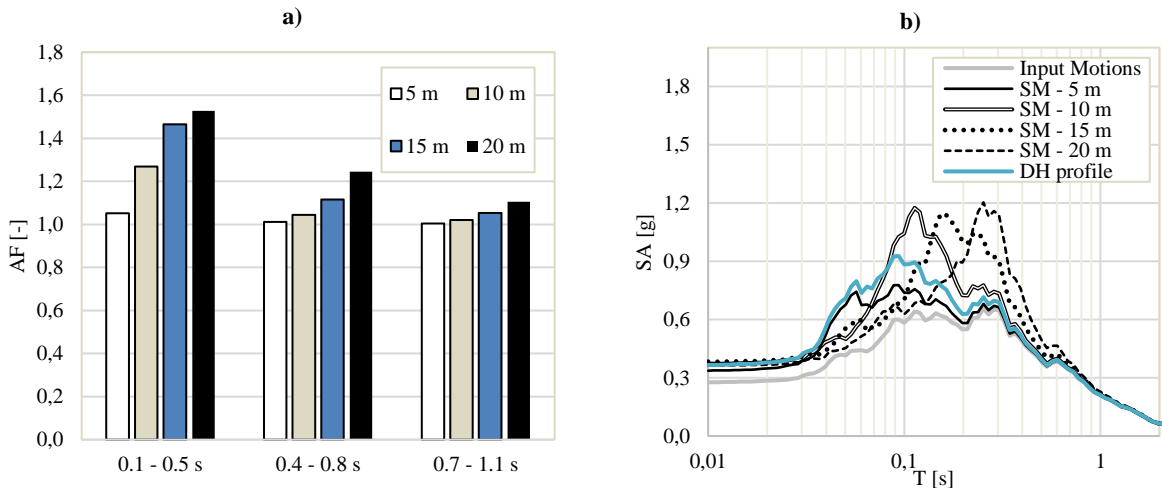 a)
AF [-]
1,8
1,6
1,4
1,2
1,0
0,8
0,6
0,4
0,2
0,0
5 m 10 m
15 m 20 m
0.1 - 0.5 s 0.4 - 0.8 s 0.7 - 1.1 s
b)
SA [g]
1,8
1,5
1,2
0,9
0,6
0,3
0,0
Input Motions
SM - 5 m
SM - 10 m
SM - 15 m
SM - 20 m
DH profile
0,01 0,1 1
T [s]